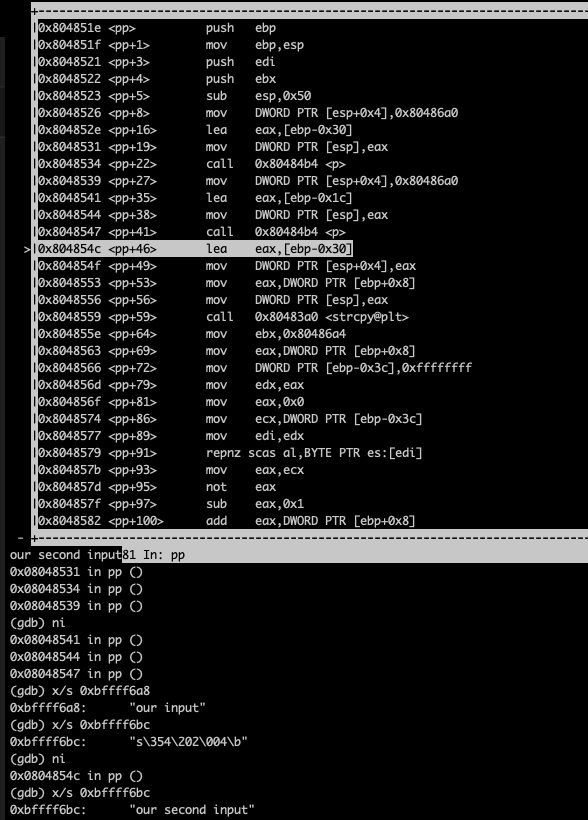 0x804851e <pp> push ebp
0x804851f <pp+1> mov ebp,esp
0x8048521 <pp+3> push edi
0x8048522 <pp+4> push ebx
0x8048523 <pp+5> sub esp,0x50
0x8048526 <pp+8> mov DWORD PTR [esp+0x4],0x80486a0
0x804852e <pp+16> lea eax,[ebp-0x30]
0x8048531 <pp+19> mov DWORD PTR [esp],eax
0x8048534 <pp+22> call 0x80484b4 <p>
0x8048539 <pp+27> mov DWORD PTR [esp+0x4],0x80486a0
0x8048541 <pp+35> lea eax,[ebp-0x1c]
0x8048544 <pp+38> mov DWORD PTR [esp],eax
0x8048547 <pp+41> call 0x80484b4 <p>
>0x804854c <pp+46> lea eax,[ebp-0x30]
0x804854f <pp+49> mov DWORD PTR [esp+0x4],eax
0x8048553 <pp+53> mov eax,DWORD PTR [ebp+0x8]
0x8048556 <pp+56> mov DWORD PTR [esp],eax
0x8048559 <pp+59> call 0x80483a0 <strcpy@plt>
0x804855e <pp+64> mov ebx,0x80486a4
0x8048563 <pp+69> mov eax,DWORD PTR [ebp+0x8]
0x8048566 <pp+72> mov DWORD PTR [ebp-0x3c],0xffffffff
0x804856d <pp+79> mov edx,eax
0x804856f <pp+81> mov eax,0x0
0x8048574 <pp+86> mov ecx,DWORD PTR [ebp-0x3c]
0x8048577 <pp+89> mov edi,edx
0x8048579 <pp+91> repnz scas al,BYTE PTR es:[edi]
0x804857b <pp+93> mov eax,ecx
0x804857d <pp+95> not eax
0x804857f <pp+97> sub eax,0x1
0x8048582 <pp+100> add eax,DWORD PTR [ebp+0x8]
our second input81 In: pp
0x08048531 in pp ()
0x08048534 in pp ()
0x08048539 in pp ()
(gdb) ni
0x08048541 in pp ()
0x08048544 in pp ()
0x08048547 in pp ()
(gdb) x/s 0xbffff6a8
0xbffff6a8: "our input"
(gdb) x/s 0xbffff6bc
0xbffff6bc: "s\354\202\004\b"
(gdb) ni
0x0804854c in pp ()
(gdb) x/s 0xbffff6bc
0xbffff6bc: "our second input"